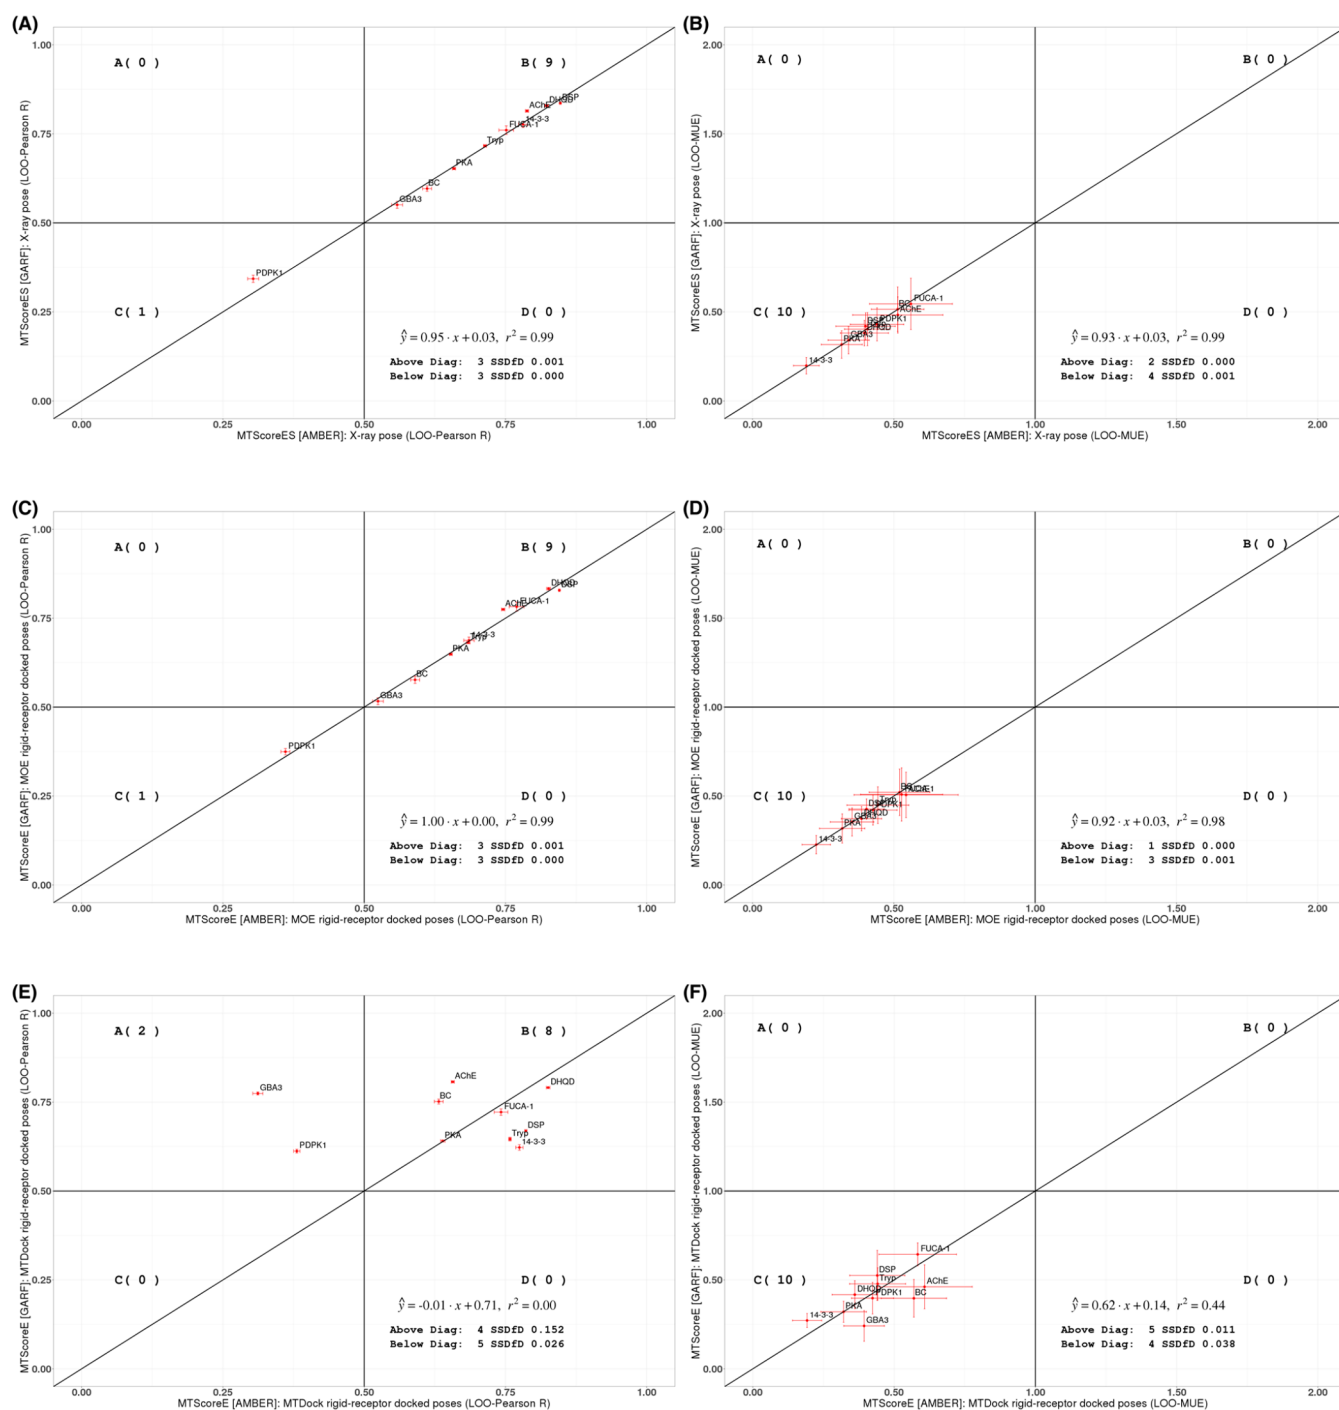 (A)
1.00
0.75
0.50
0.25
0.00
MTScoreES [GARF]: X-ray pose (LOO-Pearson R)
A( 0 )
B( 9 )
C( 1 )
D( 0 )
AChE
DHQD
DSP
14-3-3
FUCA-1
Tryp
PKA
BC
GBA3
PDPK1
ŷ = 0.95 · x + 0.03, r² = 0.99
Above Diag: 3 SSDfD 0.001
Below Diag: 3 SSDfD 0.000
0.00 0.25 0.50 0.75 1.00
MTScoreES [AMBER]: X-ray pose (LOO-Pearson R)
(B)
2.00
1.50
1.00
0.50
0.00
MTScoreES [GARF]: X-ray pose (LOO-MUE)
A( 0 )
B( 0 )
C( 10 )
D( 0 )
FUCA-1
BC
AChE
DSP
PDPK1
DHQD
GBA3
PKA
14-3-3
ŷ = 0.93 · x + 0.03, r² = 0.99
Above Diag: 2 SSDfD 0.000
Below Diag: 4 SSDfD 0.001
0.00 0.50 1.00 1.50 2.00
MTScoreES [AMBER]: X-ray pose (LOO-MUE)
(C)
1.00
0.75
0.50
0.25
0.00
MTScoreE [GARF]: MOE rigid-receptor docked poses (LOO-Pearson R)
A( 0 )
B( 9 )
C( 1 )
D( 0 )
DHQD
DSP
AChE
FUCA-1
14-3-3
Tryp
PKA
BC
GBA3
PDPK1
ŷ = 1.00 · x + 0.00, r² = 0.99
Above Diag: 3 SSDfD 0.001
Below Diag: 3 SSDfD 0.000
0.00 0.25 0.50 0.75 1.00
MTScoreE [AMBER]: MOE rigid-receptor docked poses (LOO-Pearson R)
(D)
2.00
1.50
1.00
0.50
0.00
MTScoreE [GARF]: MOE rigid-receptor docked poses (LOO-MUE)
A( 0 )
B( 0 )
C( 10 )
D( 0 )
BC
FUCA-1
AChE
Tryp
DSP
PDPK1
DHQD
GBA3
PKA
14-3-3
ŷ = 0.92 · x + 0.03, r² = 0.98
Above Diag: 1 SSDfD 0.000
Below Diag: 3 SSDfD 0.001
0.00 0.50 1.00 1.50 2.00
MTScoreE [AMBER]: MOE rigid-receptor docked poses (LOO-MUE)
(E)
1.00
0.75
0.50
0.25
0.00
MTScoreE [GARF]: MTDock rigid-receptor docked poses (LOO-Pearson R)
A( 2 )
B( 8 )
C( 0 )
D( 0 )
GBA3
AChE
DHQD
BC
FUCA-1
DSP
Tryp
PKA
14-3-3
PDPK1
ŷ = -0.01 · x + 0.71, r² = 0.00
Above Diag: 4 SSDfD 0.152
Below Diag: 5 SSDfD 0.026
0.00 0.25 0.50 0.75 1.00
MTScoreE [AMBER]: MTDock rigid-receptor docked poses (LOO-Pearson R)
(F)
2.00
1.50
1.00
0.50
0.00
MTScoreE [GARF]: MTDock rigid-receptor docked poses (LOO-MUE)
A( 0 )
B( 0 )
C( 10 )
D( 0 )
FUCA-1
DSP
Tryp
AChE
DHQD
PDPK1
BC
PKA
14-3-3
GBA3
ŷ = 0.62 · x + 0.14, r² = 0.44
Above Diag: 5 SSDfD 0.011
Below Diag: 4 SSDfD 0.038
0.00 0.50 1.00 1.50 2.00
MTScoreE [AMBER]: MTDock rigid-receptor docked poses (LOO-MUE)